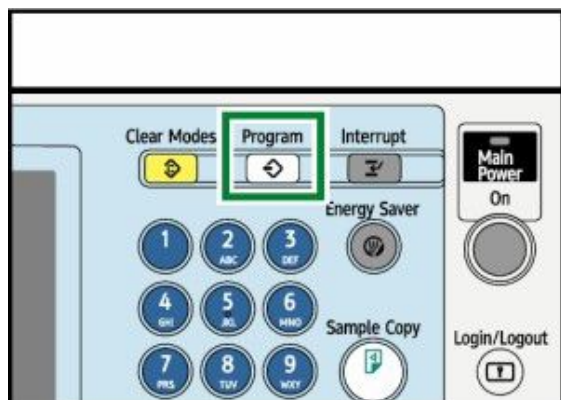 Clear Modes Program Interrupt
Main
Power
On
Energy Saver
1 2 3
ABC DEF
4 5 6
GHI JKL MNO
Sample Copy
Login/Logout
7 8 9
PRS TUV WXY